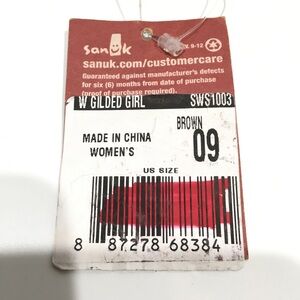 sanuk
sanuk.com/customercare
Guaranteed against manufacturer's defects
for six (6) months from date of purchase
(proof of purchase required).
W GILDED GIRL SWS1003
BROWN
MADE IN CHINA
WOMEN'S
09
US SIZE
8 87278 68384